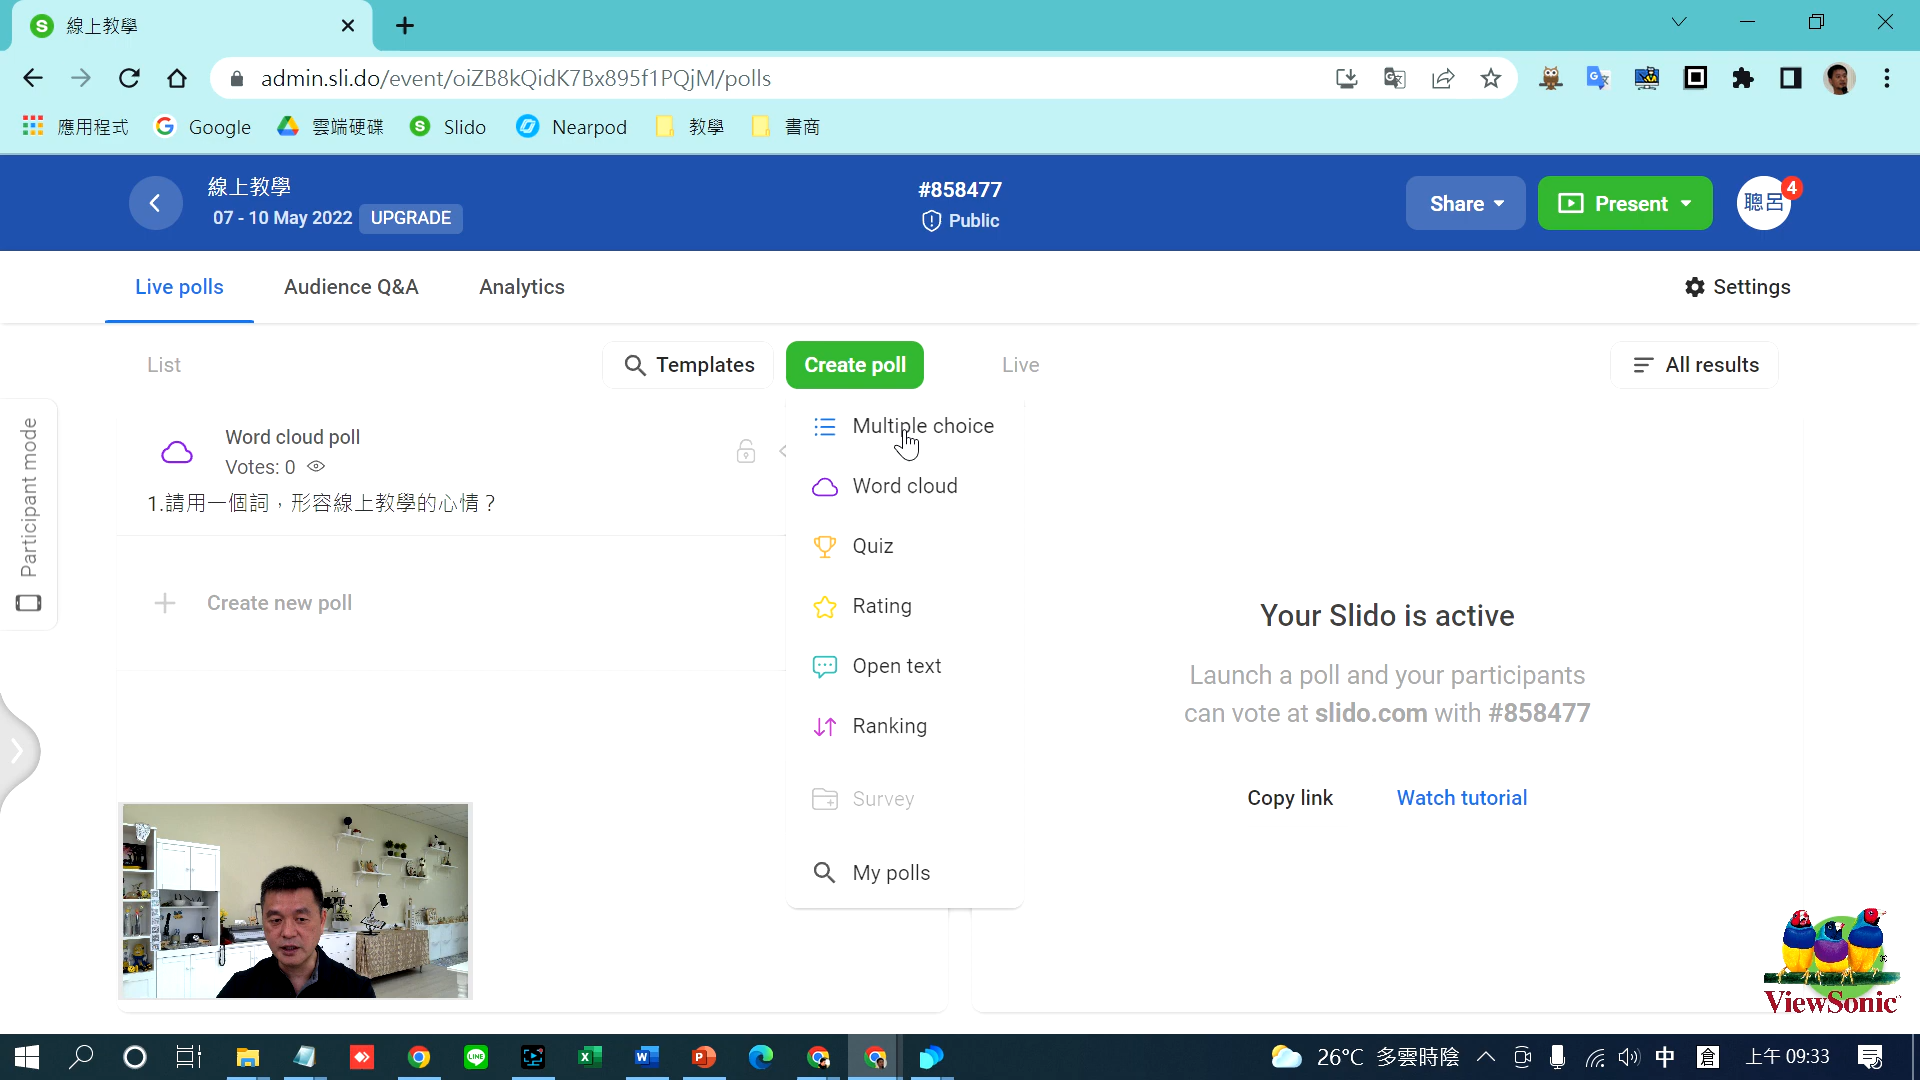 線上教學
admin.sli.do/event/oiZB8kQidK7Bx895f1PQjM/polls
應用程式
Google
雲端硬碟
Slido
Nearpod
教學
書商
線上教學
07 - 10 May 2022
UPGRADE
#858477
Public
Share
Present
聰呂
4
Live polls
Audience Q&A
Analytics
Settings
List
Templates
Create poll
Live
All results
Participant mode
Word cloud poll
Votes: 0
1.請用一個詞，形容線上教學的心情？
Create new poll
Multiple choice
Word cloud
Quiz
Rating
Open text
Ranking
Survey
My polls
Your Slido is active
Launch a poll and your participants
can vote at slido.com with #858477
Copy link
Watch tutorial
ViewSonic
26°C 多雲時陰
中
倉
上午 09:33